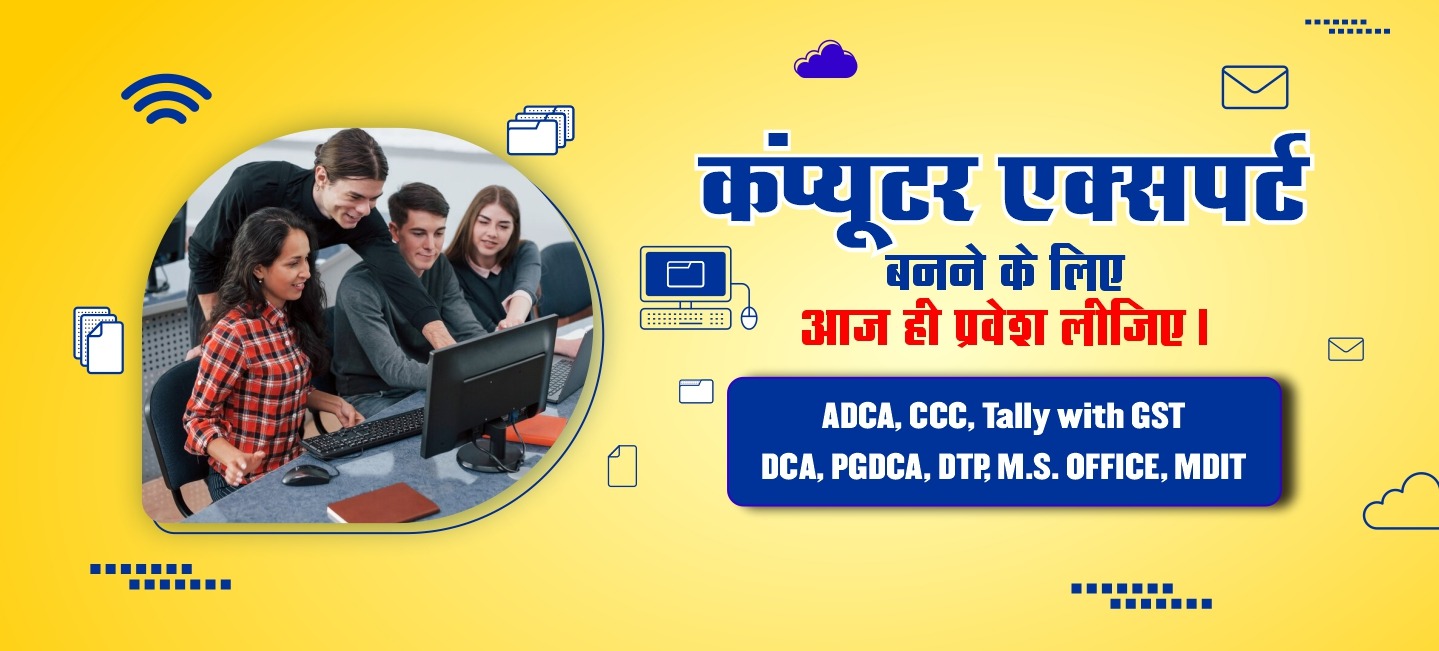 कंप्यूटर एक्सपर्ट
बनने के लिए
आज ही प्रवेश लीजिए।
ADCA, CCC, Tally with GST
DCA, PGDCA, DTP, M.S. OFFICE, MDIT